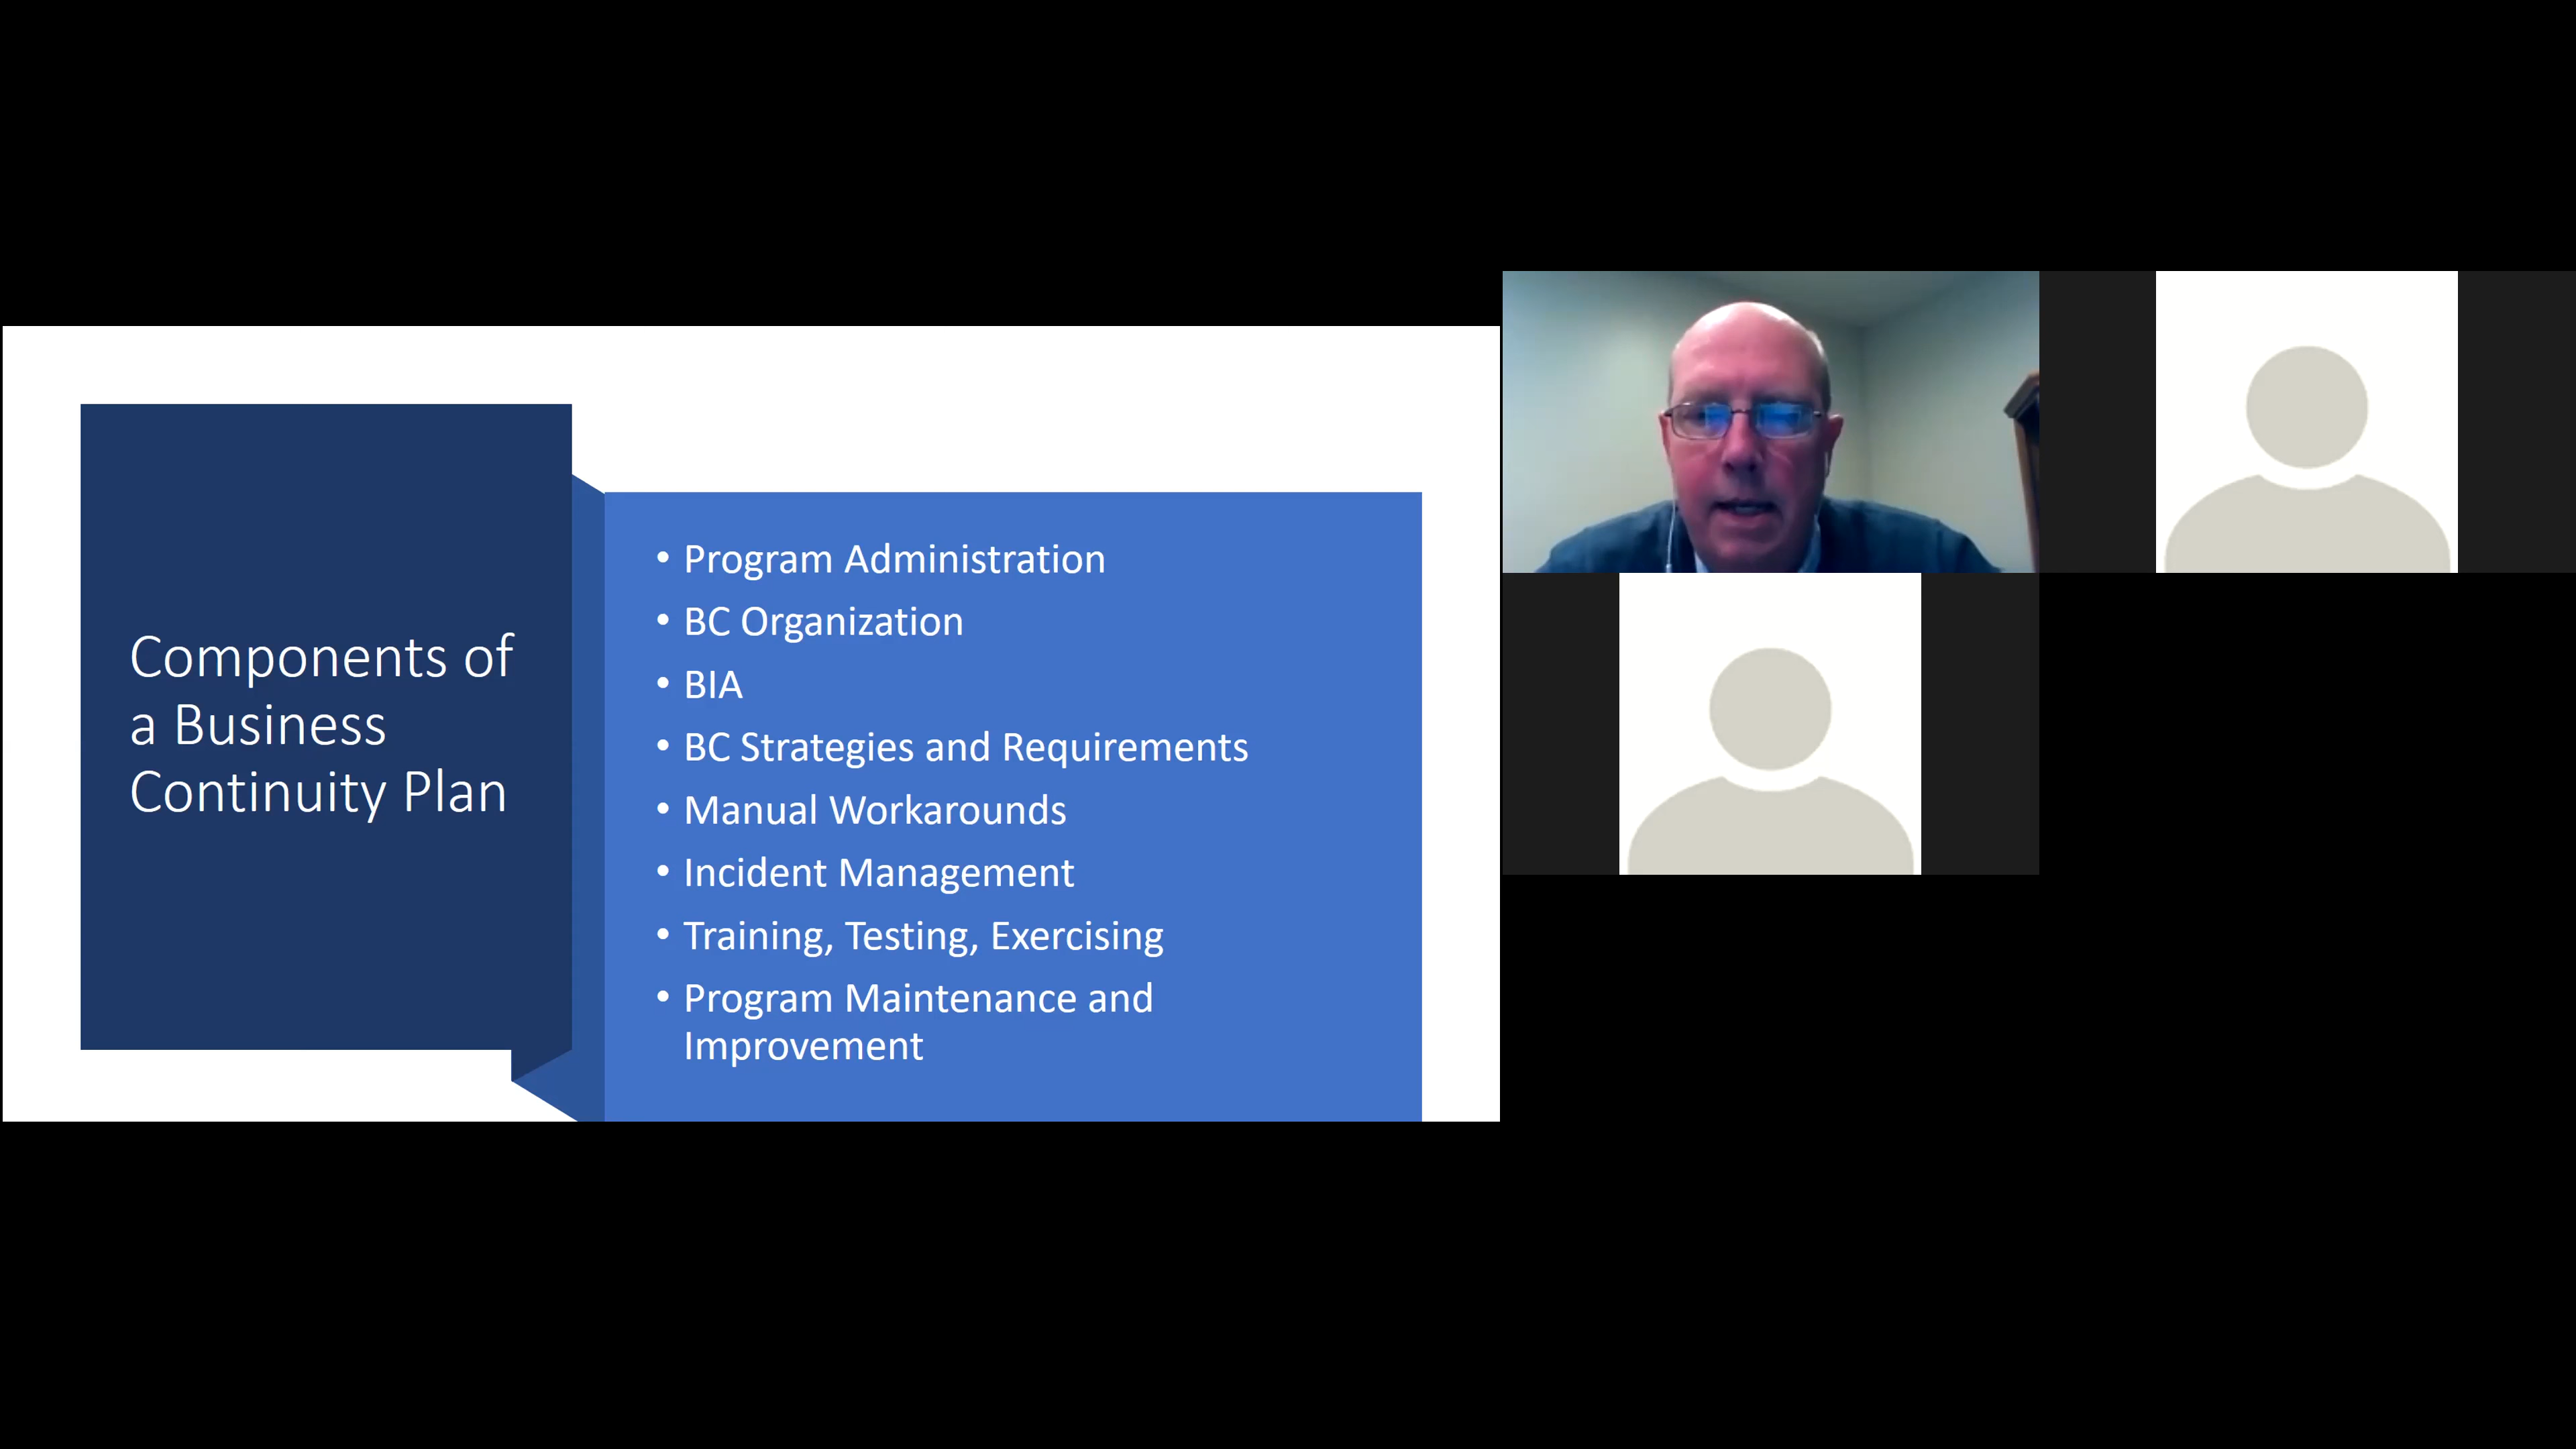 Components of
a Business
Continuity Plan
• Program Administration
• BC Organization
• BIA
• BC Strategies and Requirements
• Manual Workarounds
• Incident Management
• Training, Testing, Exercising
• Program Maintenance and
Improvement